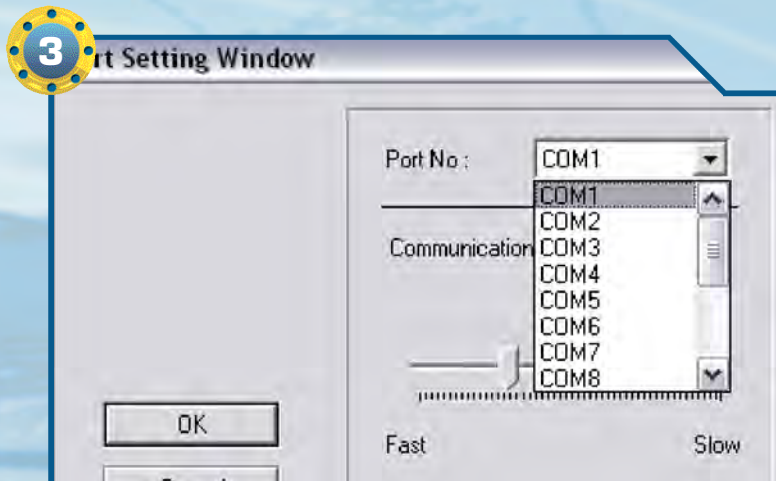 3
rt Setting Window
Port No :
COM1
COM1
COM2
Communication
COM3
COM4
COM5
COM6
COM7
COM8
OK
Fast
Slow